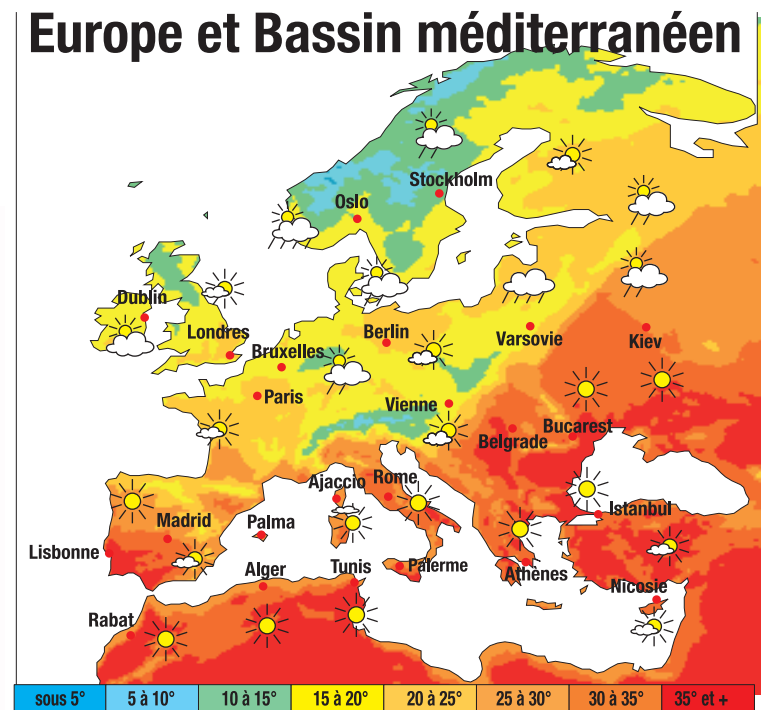 Europe et Bassin méditerranéen
Stockholm
Oslo
Dublin
Londres
Berlin
Varsovie
Kiev
Bruxelles
Paris
Vienne
Bucarest
Belgrade
Ajaccio
Rome
Istanbul
Madrid
Palma
Lisbonne
Alger
Tunis
Palerme
Athènes
Nicosie
Rabat
sous 5° 5 à 10° 10 à 15° 15 à 20° 20 à 25° 25 à 30° 30 à 35° 35° et +